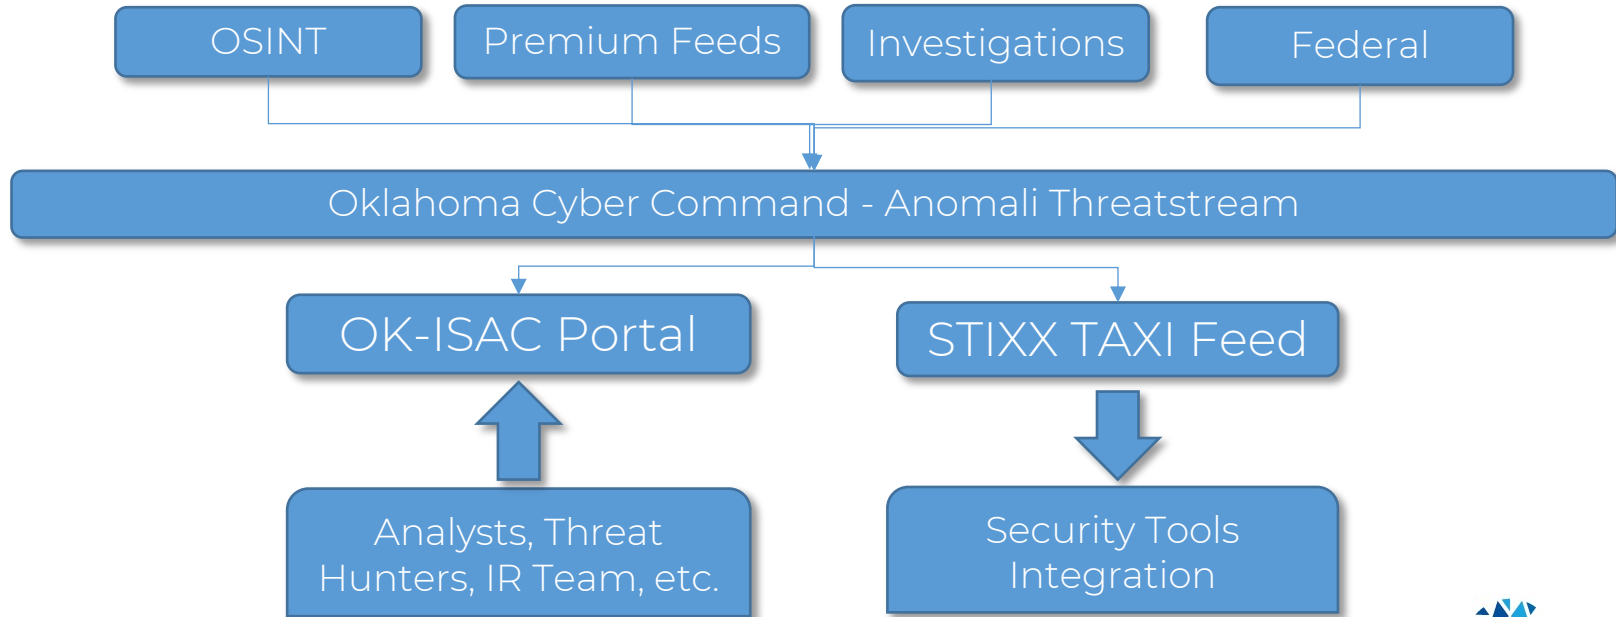 OSINT
Premium Feeds
Investigations
Federal
Oklahoma Cyber Command - Anomali Threatstream
OK-ISAC Portal
STIXX TAXI Feed
Analysts, Threat
Hunters, IR Team, etc.
Security Tools
Integration